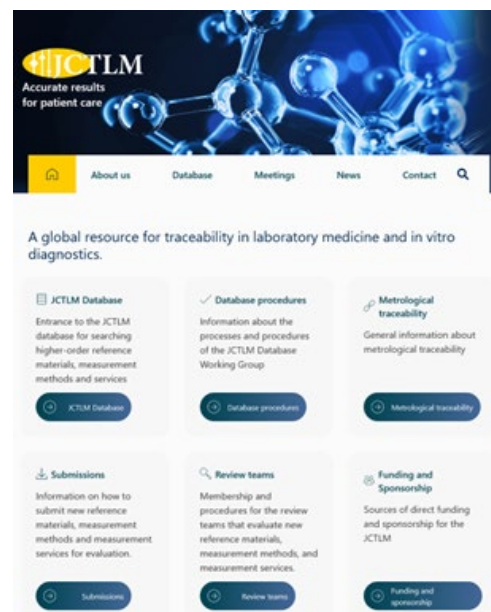 JCTLM
Accurate results
for patient care
About us
Database
Meetings
News
Contact
A global resource for traceability in laboratory medicine and in vitro
diagnostics.
JCTLM Database
Entrance to the JCTLM
database for searching
higher-order reference
materials, measurement
methods and services
JCTLM Database
Database procedures
Information about the
processes and procedures
of the JCTLM Database
Working Group
Database procedures
Metrological
traceability
General information about
metrological traceability
Metrological traceability
Submissions
Information on how to
submit new reference
materials, measurement
methods and measurement
services for evaluation.
Submissions
Review teams
Membership and
procedures for the review
teams that evaluate new
reference materials,
measurement methods, and
measurement services.
Review teams
Funding and
Sponsorship
Sources of direct funding
and sponsorship for the
JCTLM
Funding and
sponsorship